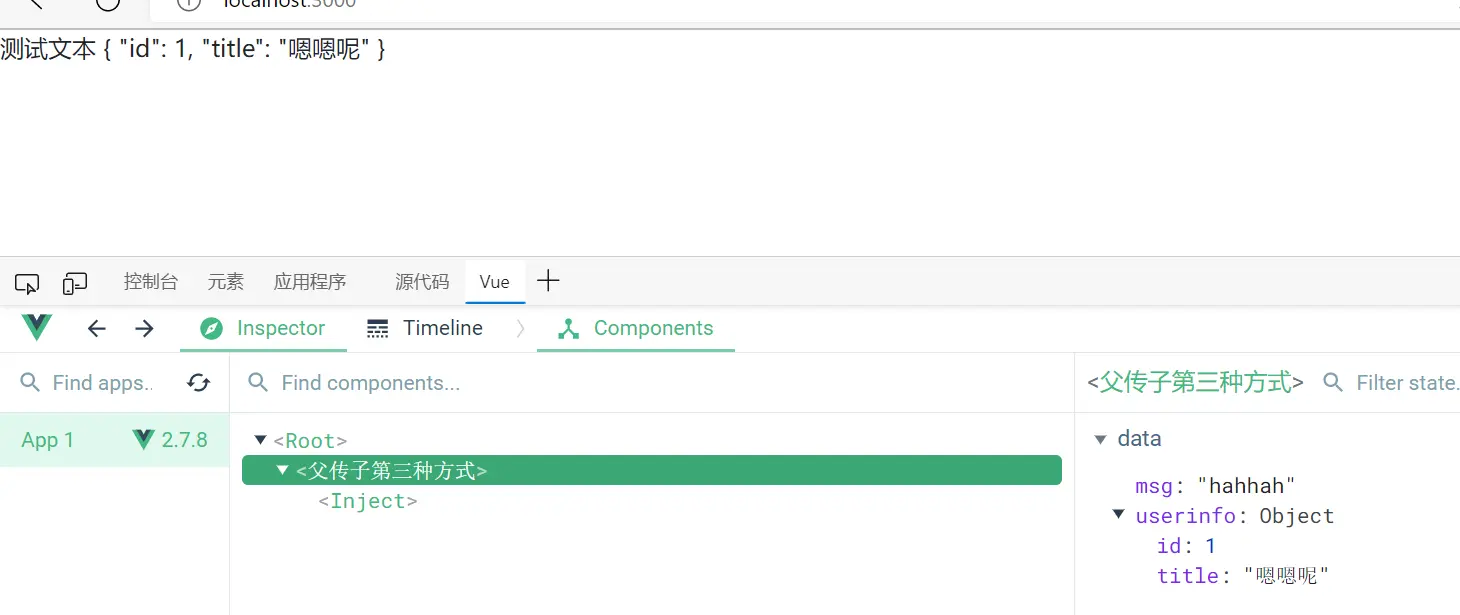 localhost:3000
测试文本 { "id": 1, "title": "嗯嗯呢" }
控制台 元素 应用程序 源代码 Vue
Inspector Timeline Components
Find apps.. Find components... <父传子第三种方式> Filter state.
App 1 2.7.8
<Root>
<父传子第三种方式>
<Inject>
data
msg: "hahhah"
userinfo: Object
id: 1
title: "嗯嗯呢"